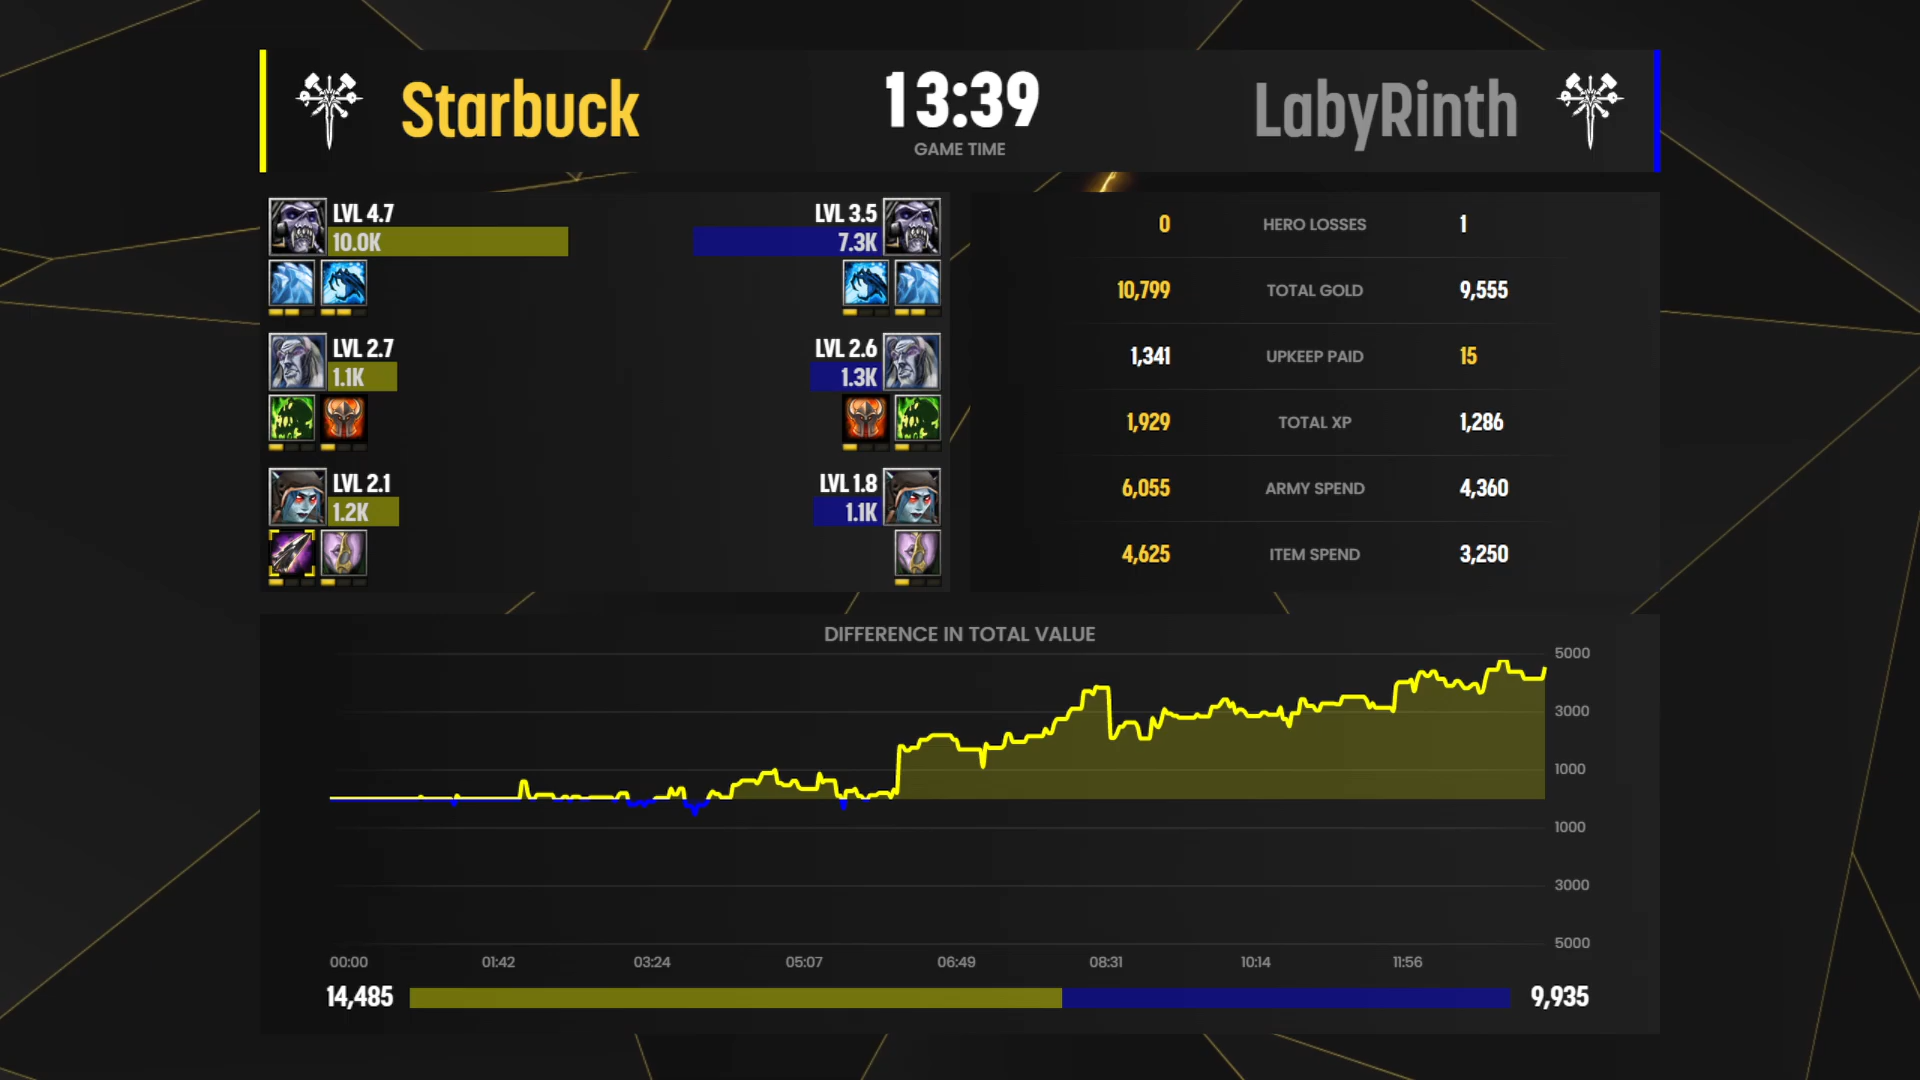 Starbuck
13:39
GAME TIME
LabyRinth
LVL 4.7
10.0K
LVL 3.5
7.3K
LVL 2.7
1.1K
LVL 2.6
1.3K
LVL 2.1
1.2K
LVL 1.8
1.1K
0 HERO LOSSES 1
10,799 TOTAL GOLD 9,555
1,341 UPKEEP PAID 15
1,929 TOTAL XP 1,286
6,055 ARMY SPEND 4,360
4,625 ITEM SPEND 3,250
DIFFERENCE IN TOTAL VALUE
5000
3000
1000
1000
3000
5000
00:00 01:42 03:24 05:07 06:49 08:31 10:14 11:56
14,485 9,935